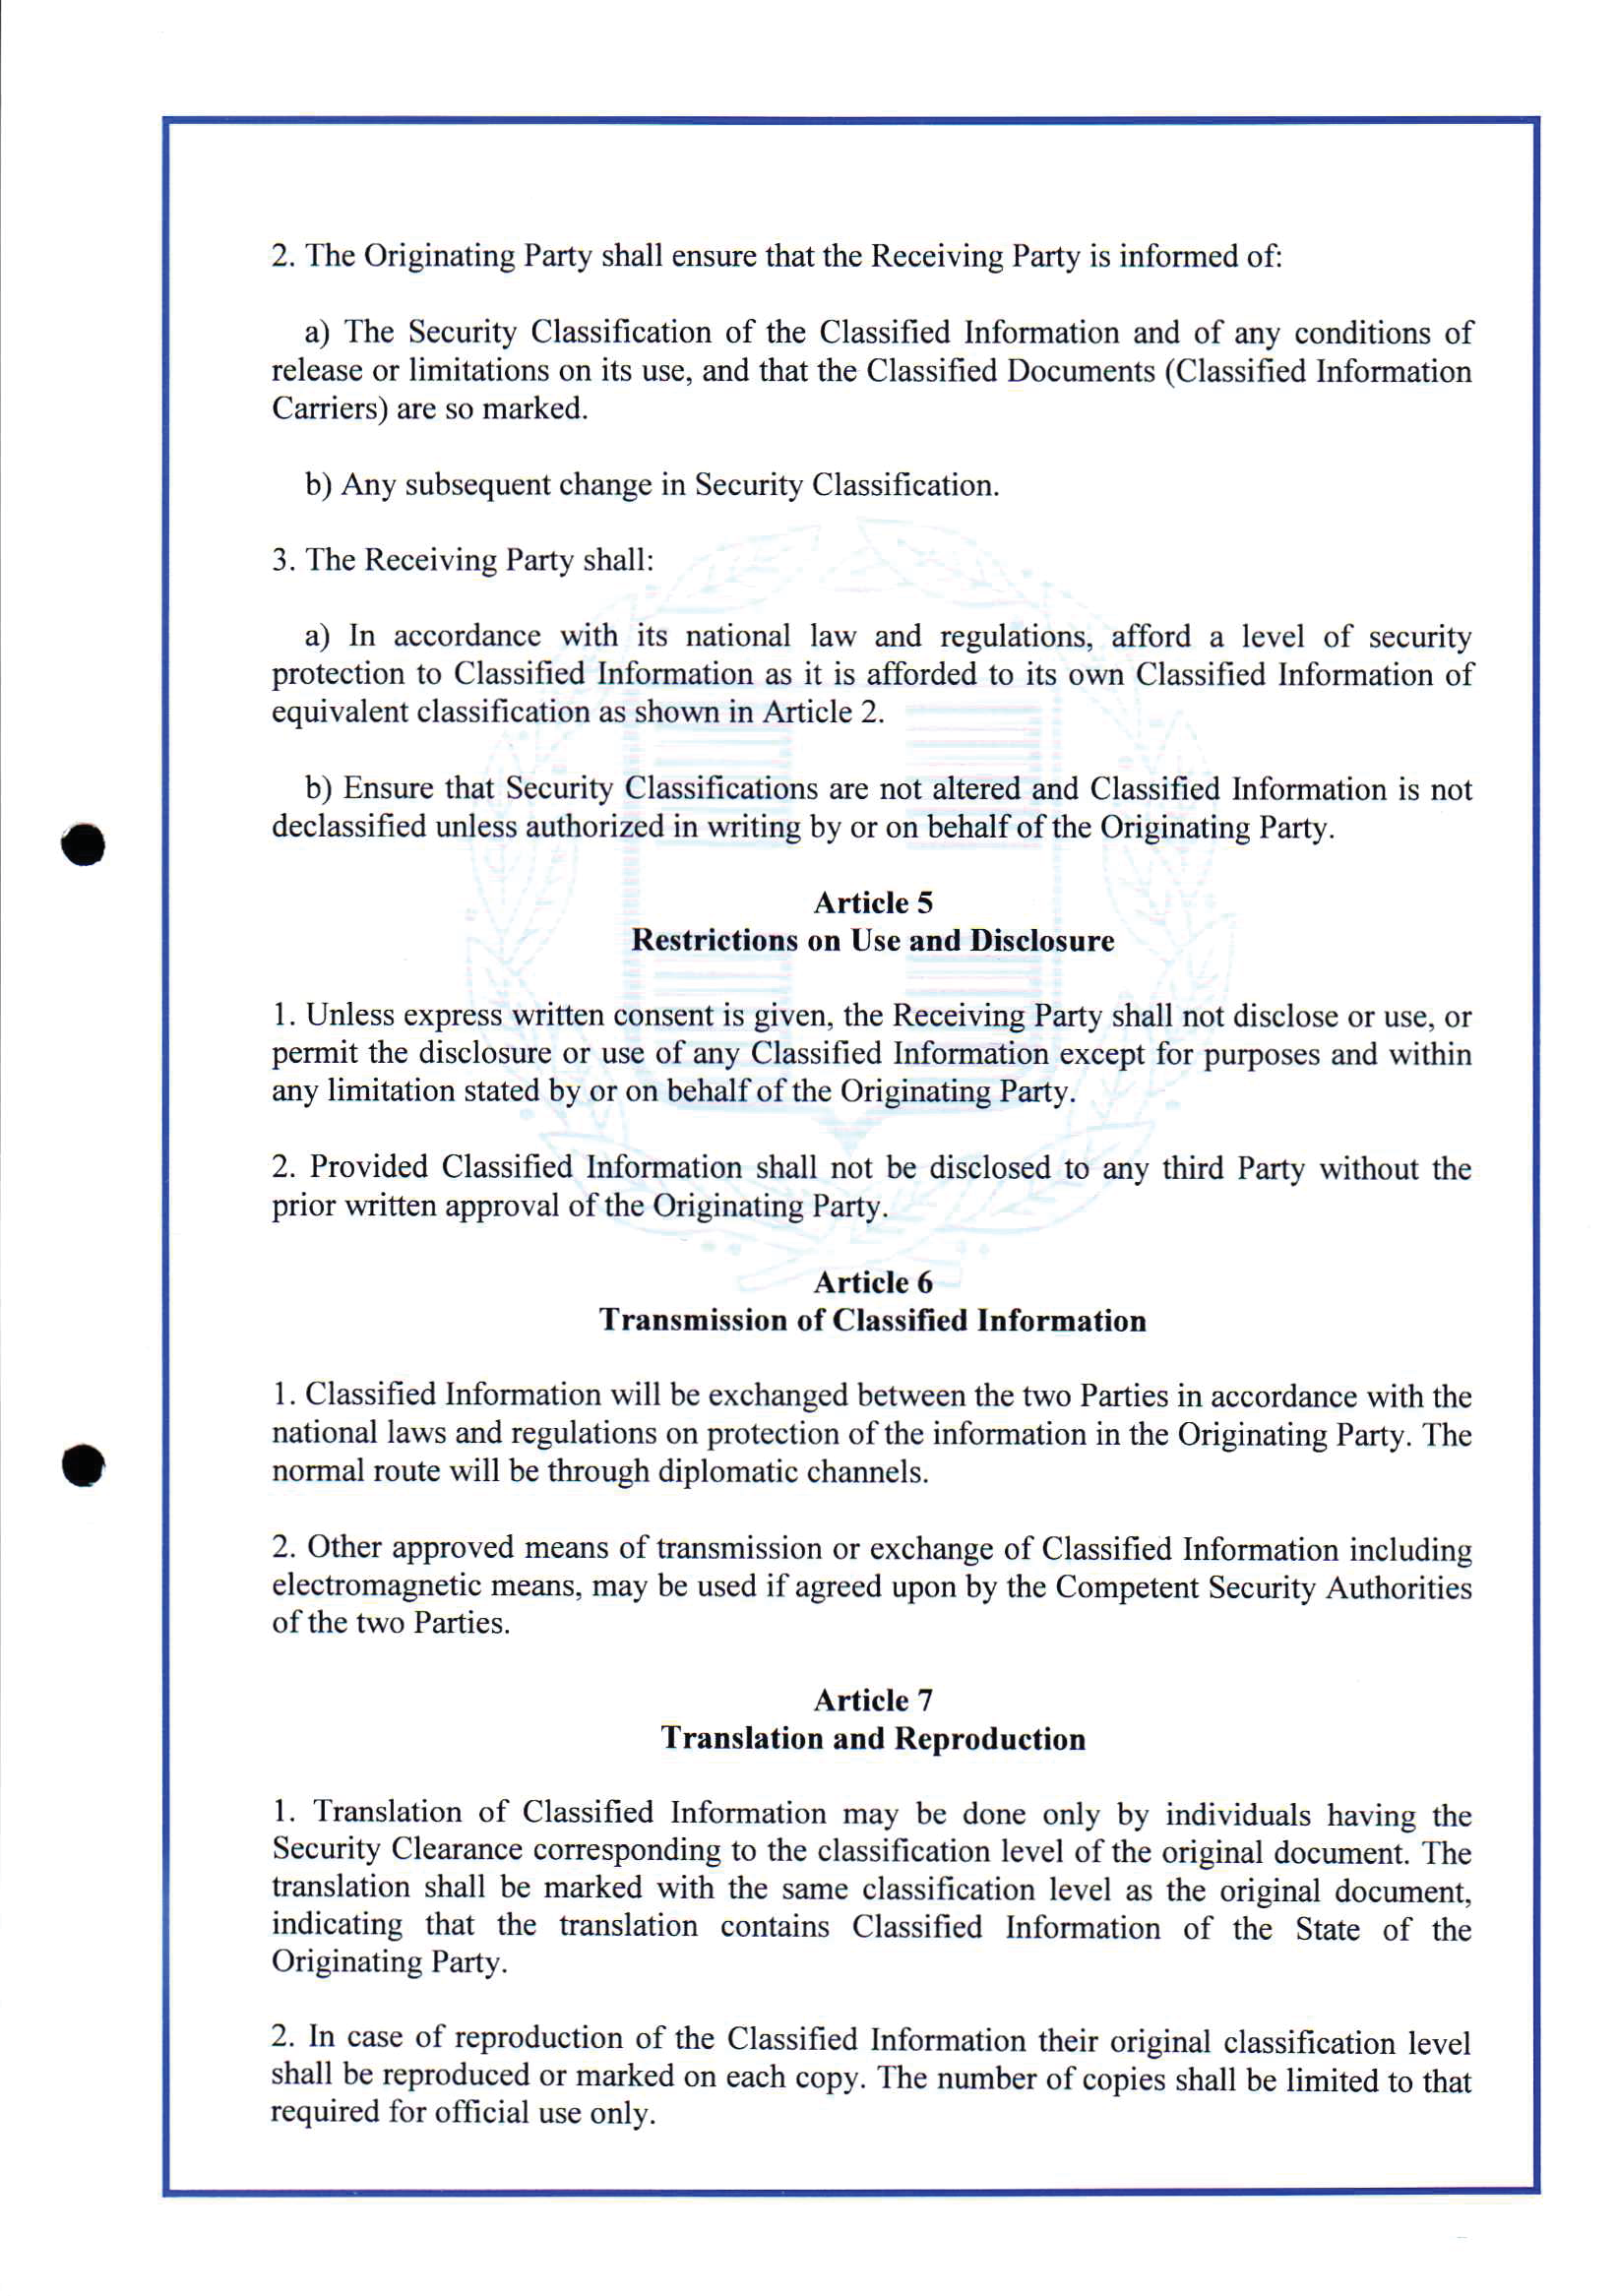 2. The Originating Party shall ensure that the Receiving Party is informed of:
a) The Security Classification of the Classified Information and of any conditions of
release or limitations on its use, and that the Classified Documents (Classified Information
Carriers) are so marked.
b) Any subsequent change in Security Classification.
3. The Receiving Party shall:
a) In accordance with its national law and regulations, afford a level of security
protection to Classified Information as it is afforded to its own Classified Information of
equivalent classification as shown in Article 2.
b) Ensure that Security Classifications are not altered and Classified Information is not
declassified unless authorized in writing by or on behalf of the Originating Party.
Article 5
Restrictions on Use and Disclosure
1. Unless express written consent is given, the Receiving Party shall not disclose or use, or
permit the disclosure or use of any Classified Information except for purposes and within
any limitation stated by or on behalf of the Originating Party.
2. Provided Classified Information shall not be disclosed to any third Party without the
prior written approval of the Originating Party.
Article 6
Transmission of Classified Information
1. Classified Information will be exchanged between the two Parties in accordance with the
national laws and regulations on protection of the information in the Originating Party. The
normal route will be through diplomatic channels.
2. Other approved means of transmission or exchange of Classified Information including
electromagnetic means, may be used if agreed upon by the Competent Security Authorities
of the two Parties.
Article 7
Translation and Reproduction
1. Translation of Classified Information may be done only by individuals having the
Security Clearance corresponding to the classification level of the original document. The
translation shall be marked with the same classification level as the original document,
indicating that the translation contains Classified Information of the State of the
Originating Party.
2. In case of reproduction of the Classified Information their original classification level
shall be reproduced or marked on each copy. The number of copies shall be limited to that
required for official use only.